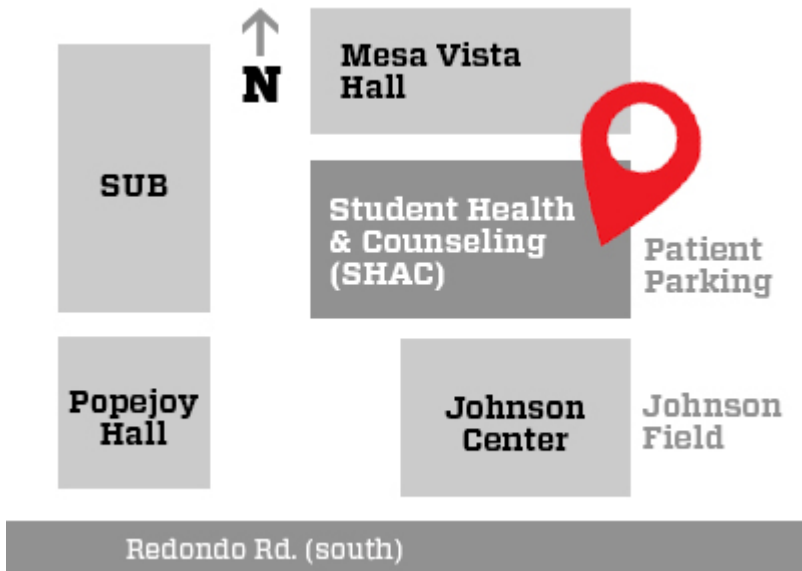 N
Mesa Vista
Hall
SUB
Student Health
& Counseling
(SHAC)
Patient
Parking
Popejoy
Hall
Johnson
Center
Johnson
Field
Redondo Rd. (south)